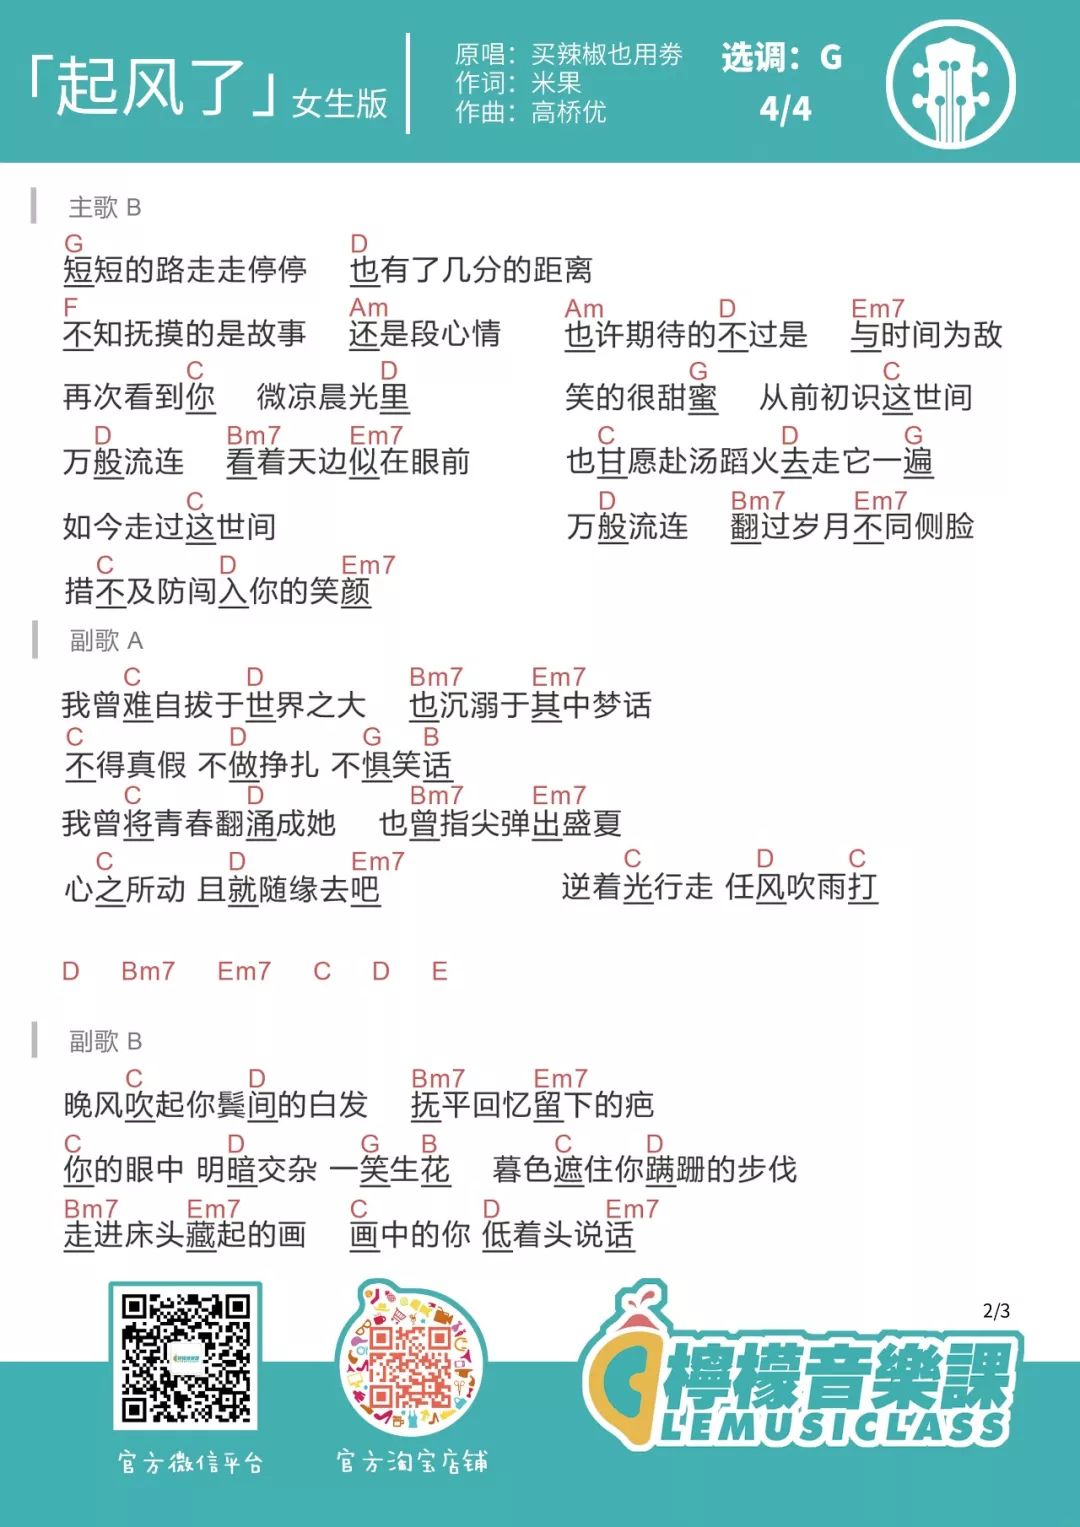 「起风了」女生版
原唱：买辣椒也用券
作词：米果
作曲：高桥优
选调：G
4/4
主歌 B
G D
短短的路走走停停 也有了几分的距离
F Am Am D Em7
不知抚摸的是故事 还是段心情 也许期待的不过是 与时间为敌
C D G C
再次看到你 微凉晨光里 笑的很甜蜜 从前初识这世间
D Bm7 Em7 C D G
万般流连 看着天边似在眼前 也甘愿赴汤蹈火去走它一遍
C D Bm7 Em7
如今走过这世间 万般流连 翻过岁月不同侧脸
C D Em7
措不及防闯入你的笑颜
副歌 A
C D Bm7 Em7
我曾难自拔于世界之大 也沉溺于其中梦话
C D G B
不得真假 不做挣扎 不惧笑话
C D Bm7 Em7
我曾将青春翻涌成她 也曾指尖弹出盛夏
C D Em7 C D C
心之所动 且就随缘去吧 逆着光行走 任风吹雨打
D Bm7 Em7 C D E
副歌 B
C D Bm7 Em7
晚风吹起你鬓间的白发 抚平回忆留下的疤
C D G B C D
你的眼中 明暗交杂 一笑生花 暮色遮住你蹒跚的步伐
Bm7 Em7 C D Em7
走进床头藏起的画 画中的你 低着头说话
2/3
檸檬音樂課
LEMUSICLASS
官方微信平台
官方淘宝店铺